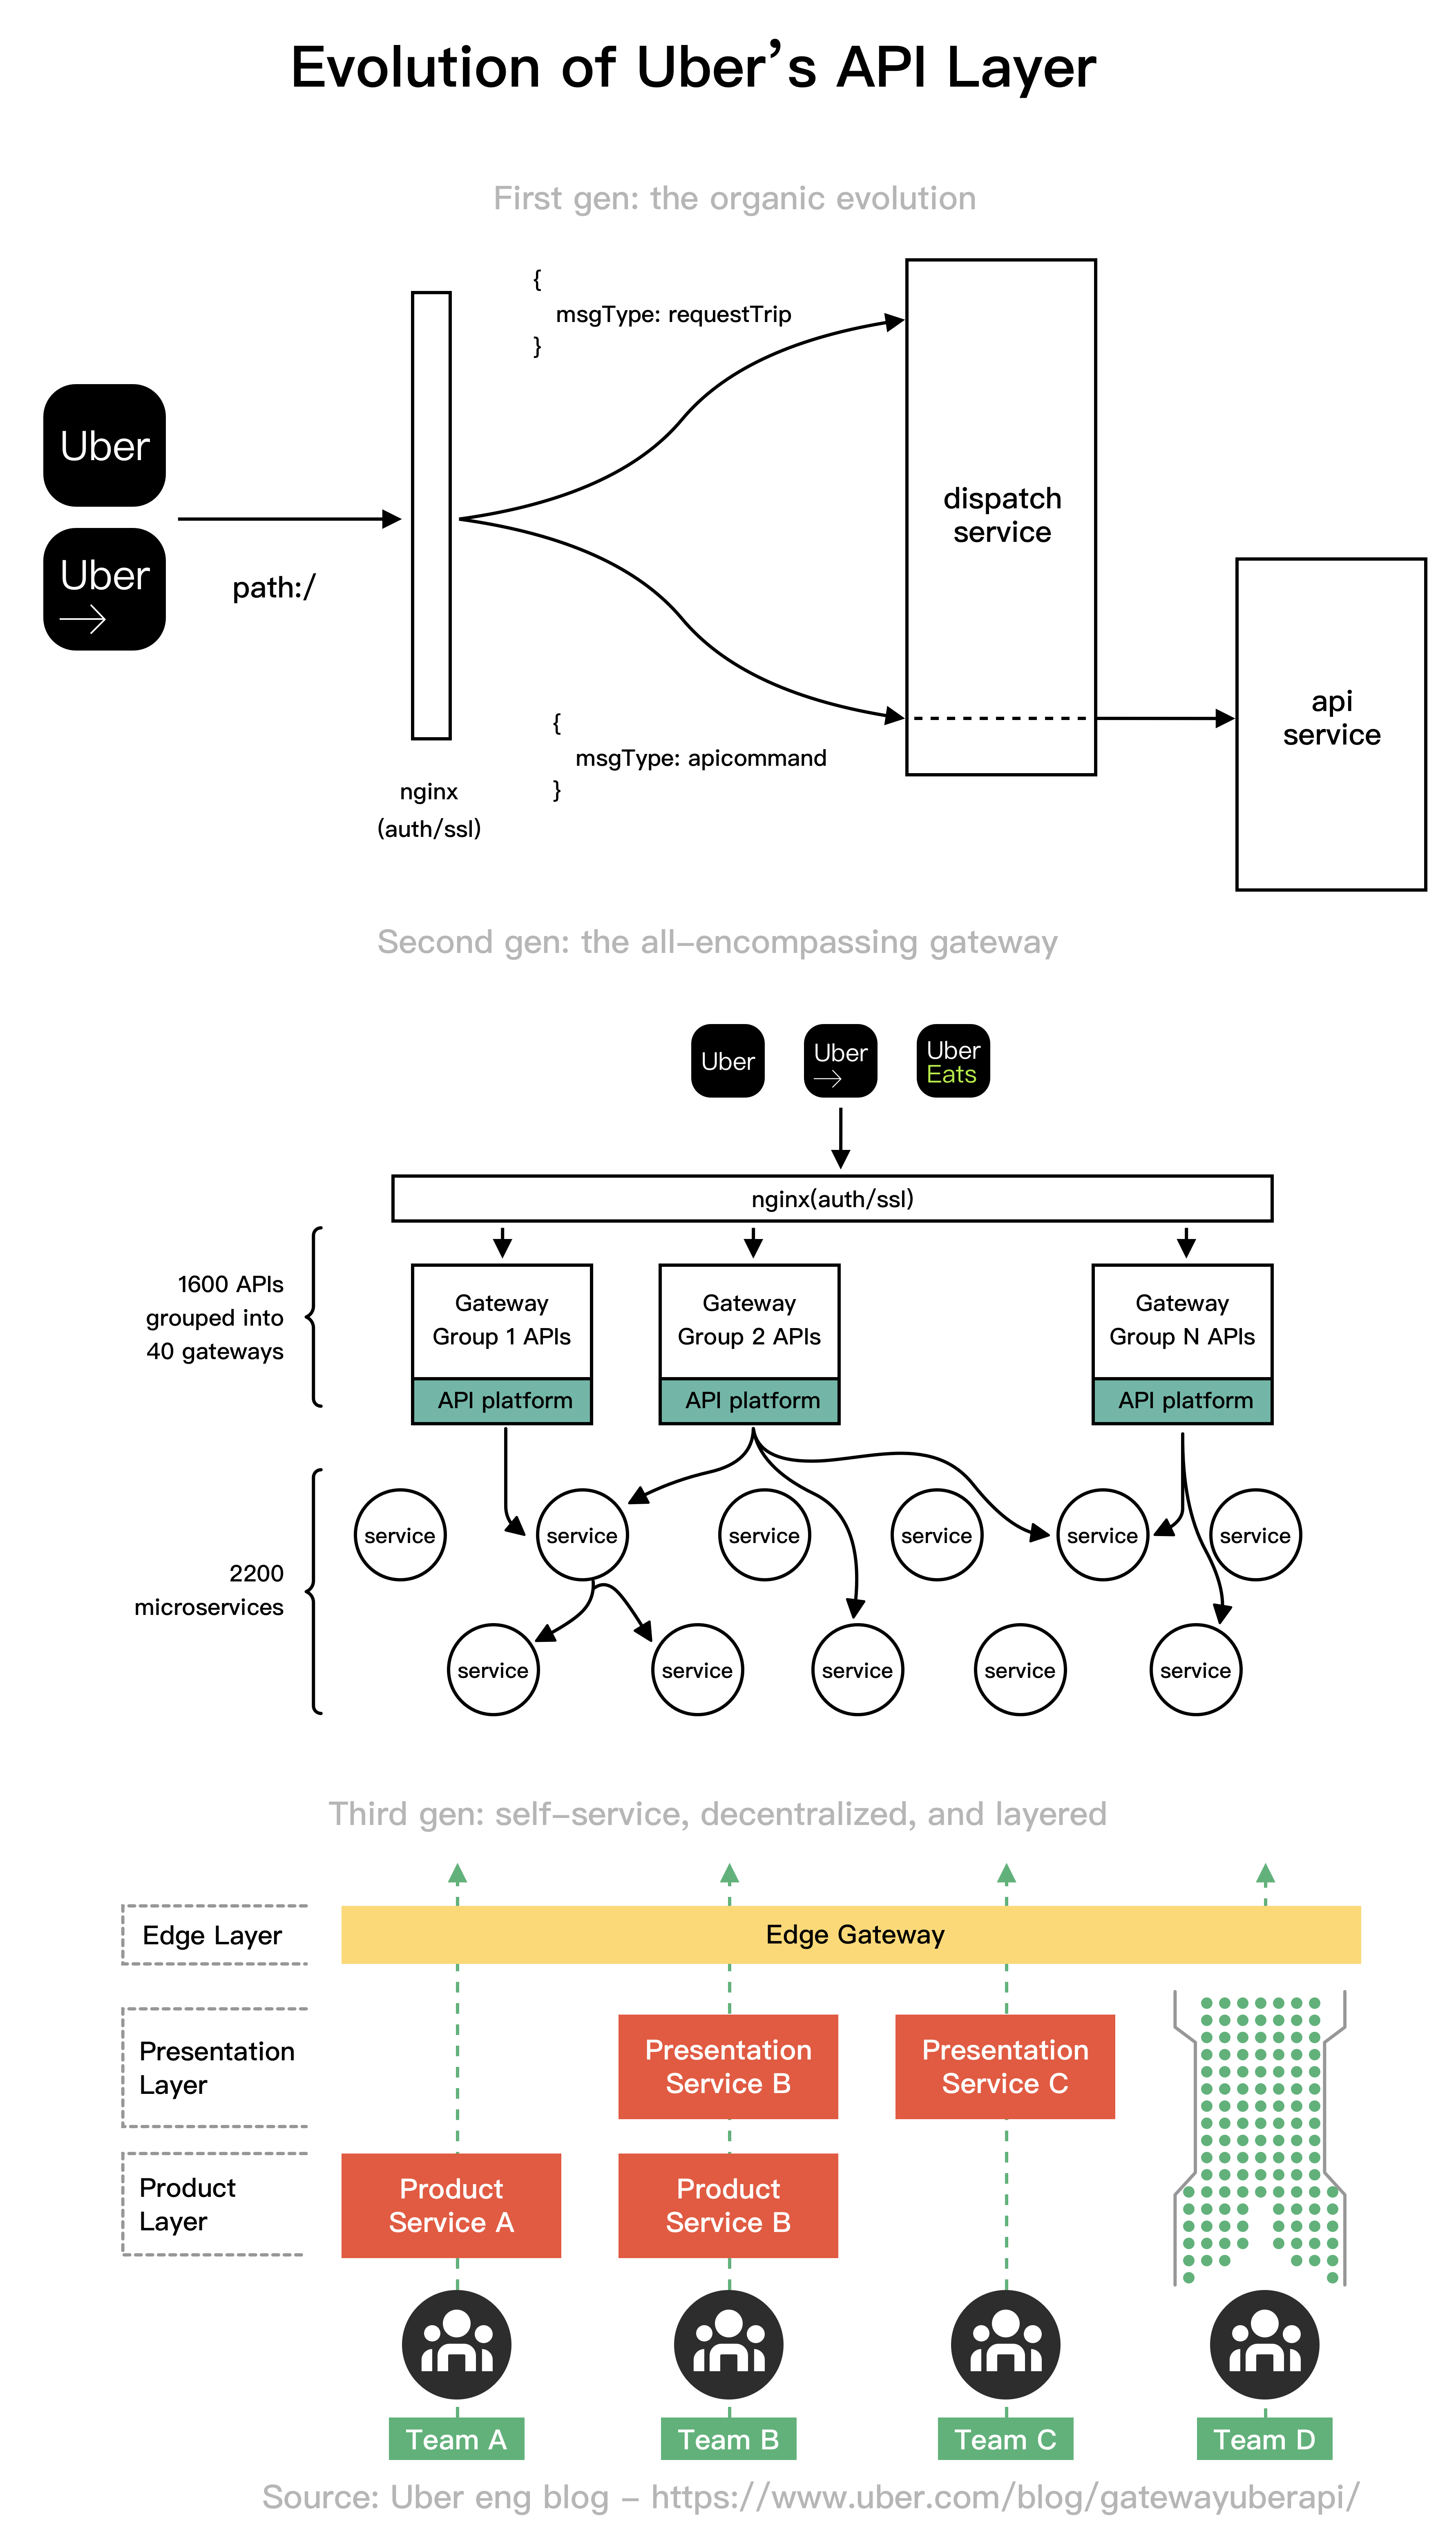 Evolution of Uber’s API Layer
First gen: the organic evolution
{
msgType: requestTrip
}
Uber
Uber
path:/
dispatch
service
api
service
{
msgType: apicommand
}
nginx
(auth/ssl)
Second gen: the all-encompassing gateway
Uber
Uber
Uber
Eats
nginx(auth/ssl)
1600 APIs
grouped into
40 gateways
Gateway
Group 1 APIs
API platform
Gateway
Group 2 APIs
API platform
Gateway
Group N APIs
API platform
2200
microservices
service
service
service
service
service
service
service
service
service
service
service
Third gen: self-service, decentralized, and layered
Edge Layer
Edge Gateway
Presentation
Layer
Presentation
Service B
Presentation
Service C
Product
Layer
Product
Service A
Product
Service B
Team A
Team B
Team C
Team D
Source: Uber eng blog - https://www.uber.com/blog/gatewayuberapi/